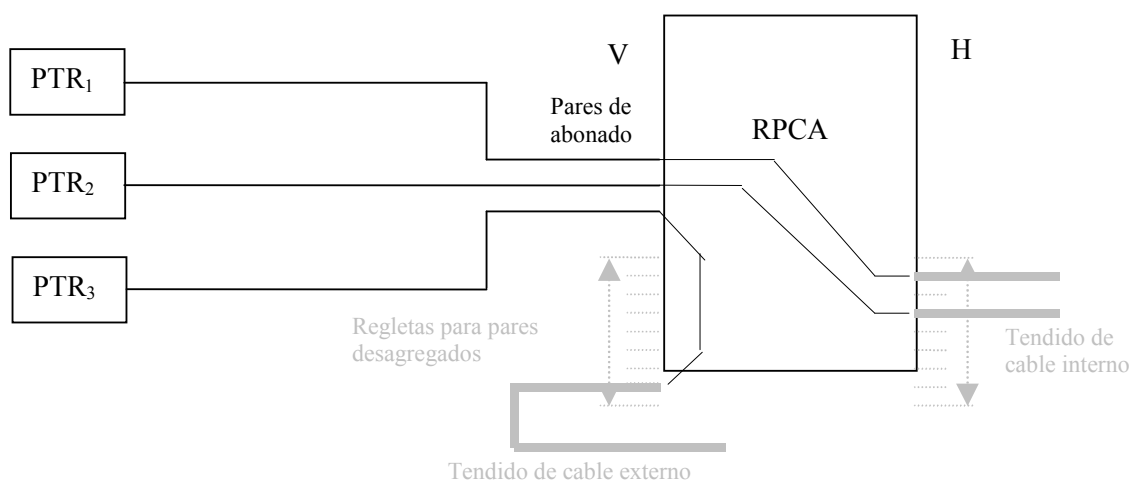 V
H
PTR1
Pares de
abonado
RPCA
PTR2
PTR3
Regletas para pares
desagregados
Tendido de
cable interno
Tendido de cable externo